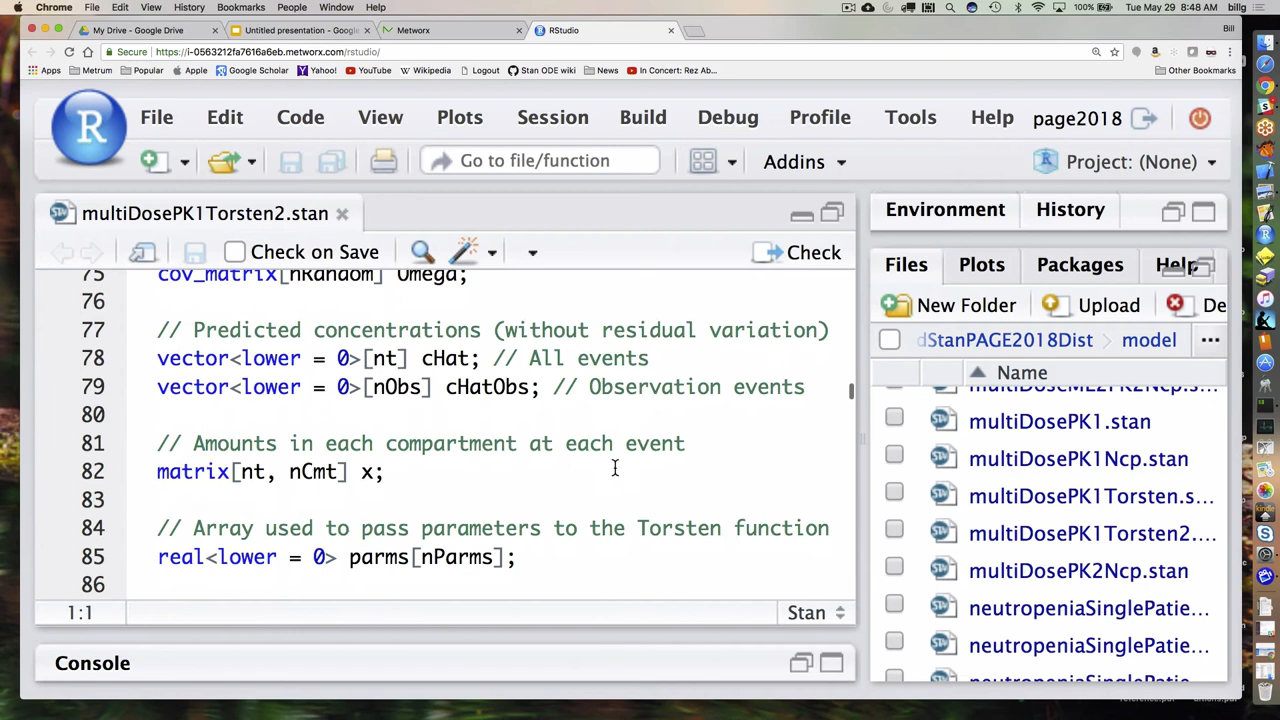 Chrome File Edit View History Bookmarks People Window Help 100% Tue May 29 8:48 AM billg
My Drive - Google Drive Untitled presentation - Google Metworx RStudio Bill
Secure https://i-0563212fa7616a6eb.metworx.com/rstudio/
Apps Metrum Popular Apple Google Scholar Yahoo! YouTube Wikipedia Logout Stan ODE wiki News In Concert: Rez Ab... Other Bookmarks
R File Edit Code View Plots Session Build Debug Profile Tools Help page2018
Go to file/function Addins R Project: (None)
multiDosePK1Torsten2.stan
Check on Save Check
75 cov_matrix[nRandom] Omega;
76
77 // Predicted concentrations (without residual variation)
78 vector<lower = 0>[nt] cHat; // All events
79 vector<lower = 0>[nObs] cHatObs; // Observation events
80
81 // Amounts in each compartment at each event
82 matrix[nt, nCmt] x;
83
84 // Array used to pass parameters to the Torsten function
85 real<lower = 0> parms[nParms];
86
1:1 Stan
Console
Environment History
Files Plots Packages Help
New Folder Upload De
dStanPAGE2018Dist model ...
Name
multiDosePK1.stan
multiDosePK1Ncp.stan
multiDosePK1Torsten.s...
multiDosePK1Torsten2....
multiDosePK2Ncp.stan
neutropeniaSinglePatie...
neutropeniaSinglePatie...